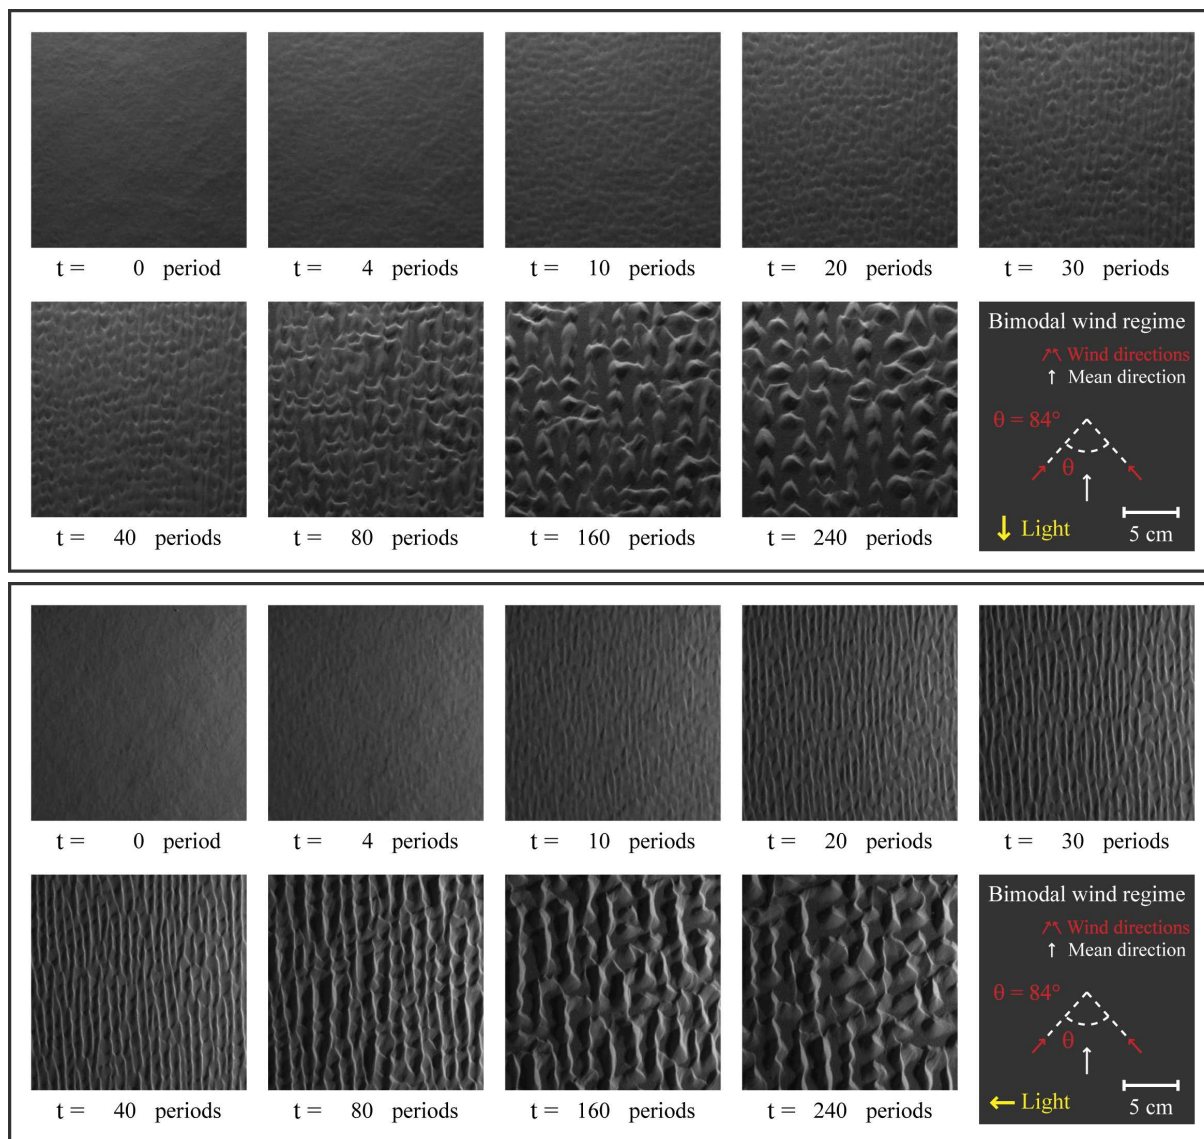 t = 0 period
t = 4 periods
t = 10 periods
t = 20 periods
t = 30 periods
t = 40 periods
t = 80 periods
t = 160 periods
t = 240 periods
Bimodal wind regime
Wind directions
↑ Mean direction
θ = 84°
θ
↓ Light
5 cm
t = 0 period
t = 4 periods
t = 10 periods
t = 20 periods
t = 30 periods
t = 40 periods
t = 80 periods
t = 160 periods
t = 240 periods
Bimodal wind regime
Wind directions
↑ Mean direction
θ = 84°
θ
← Light
5 cm